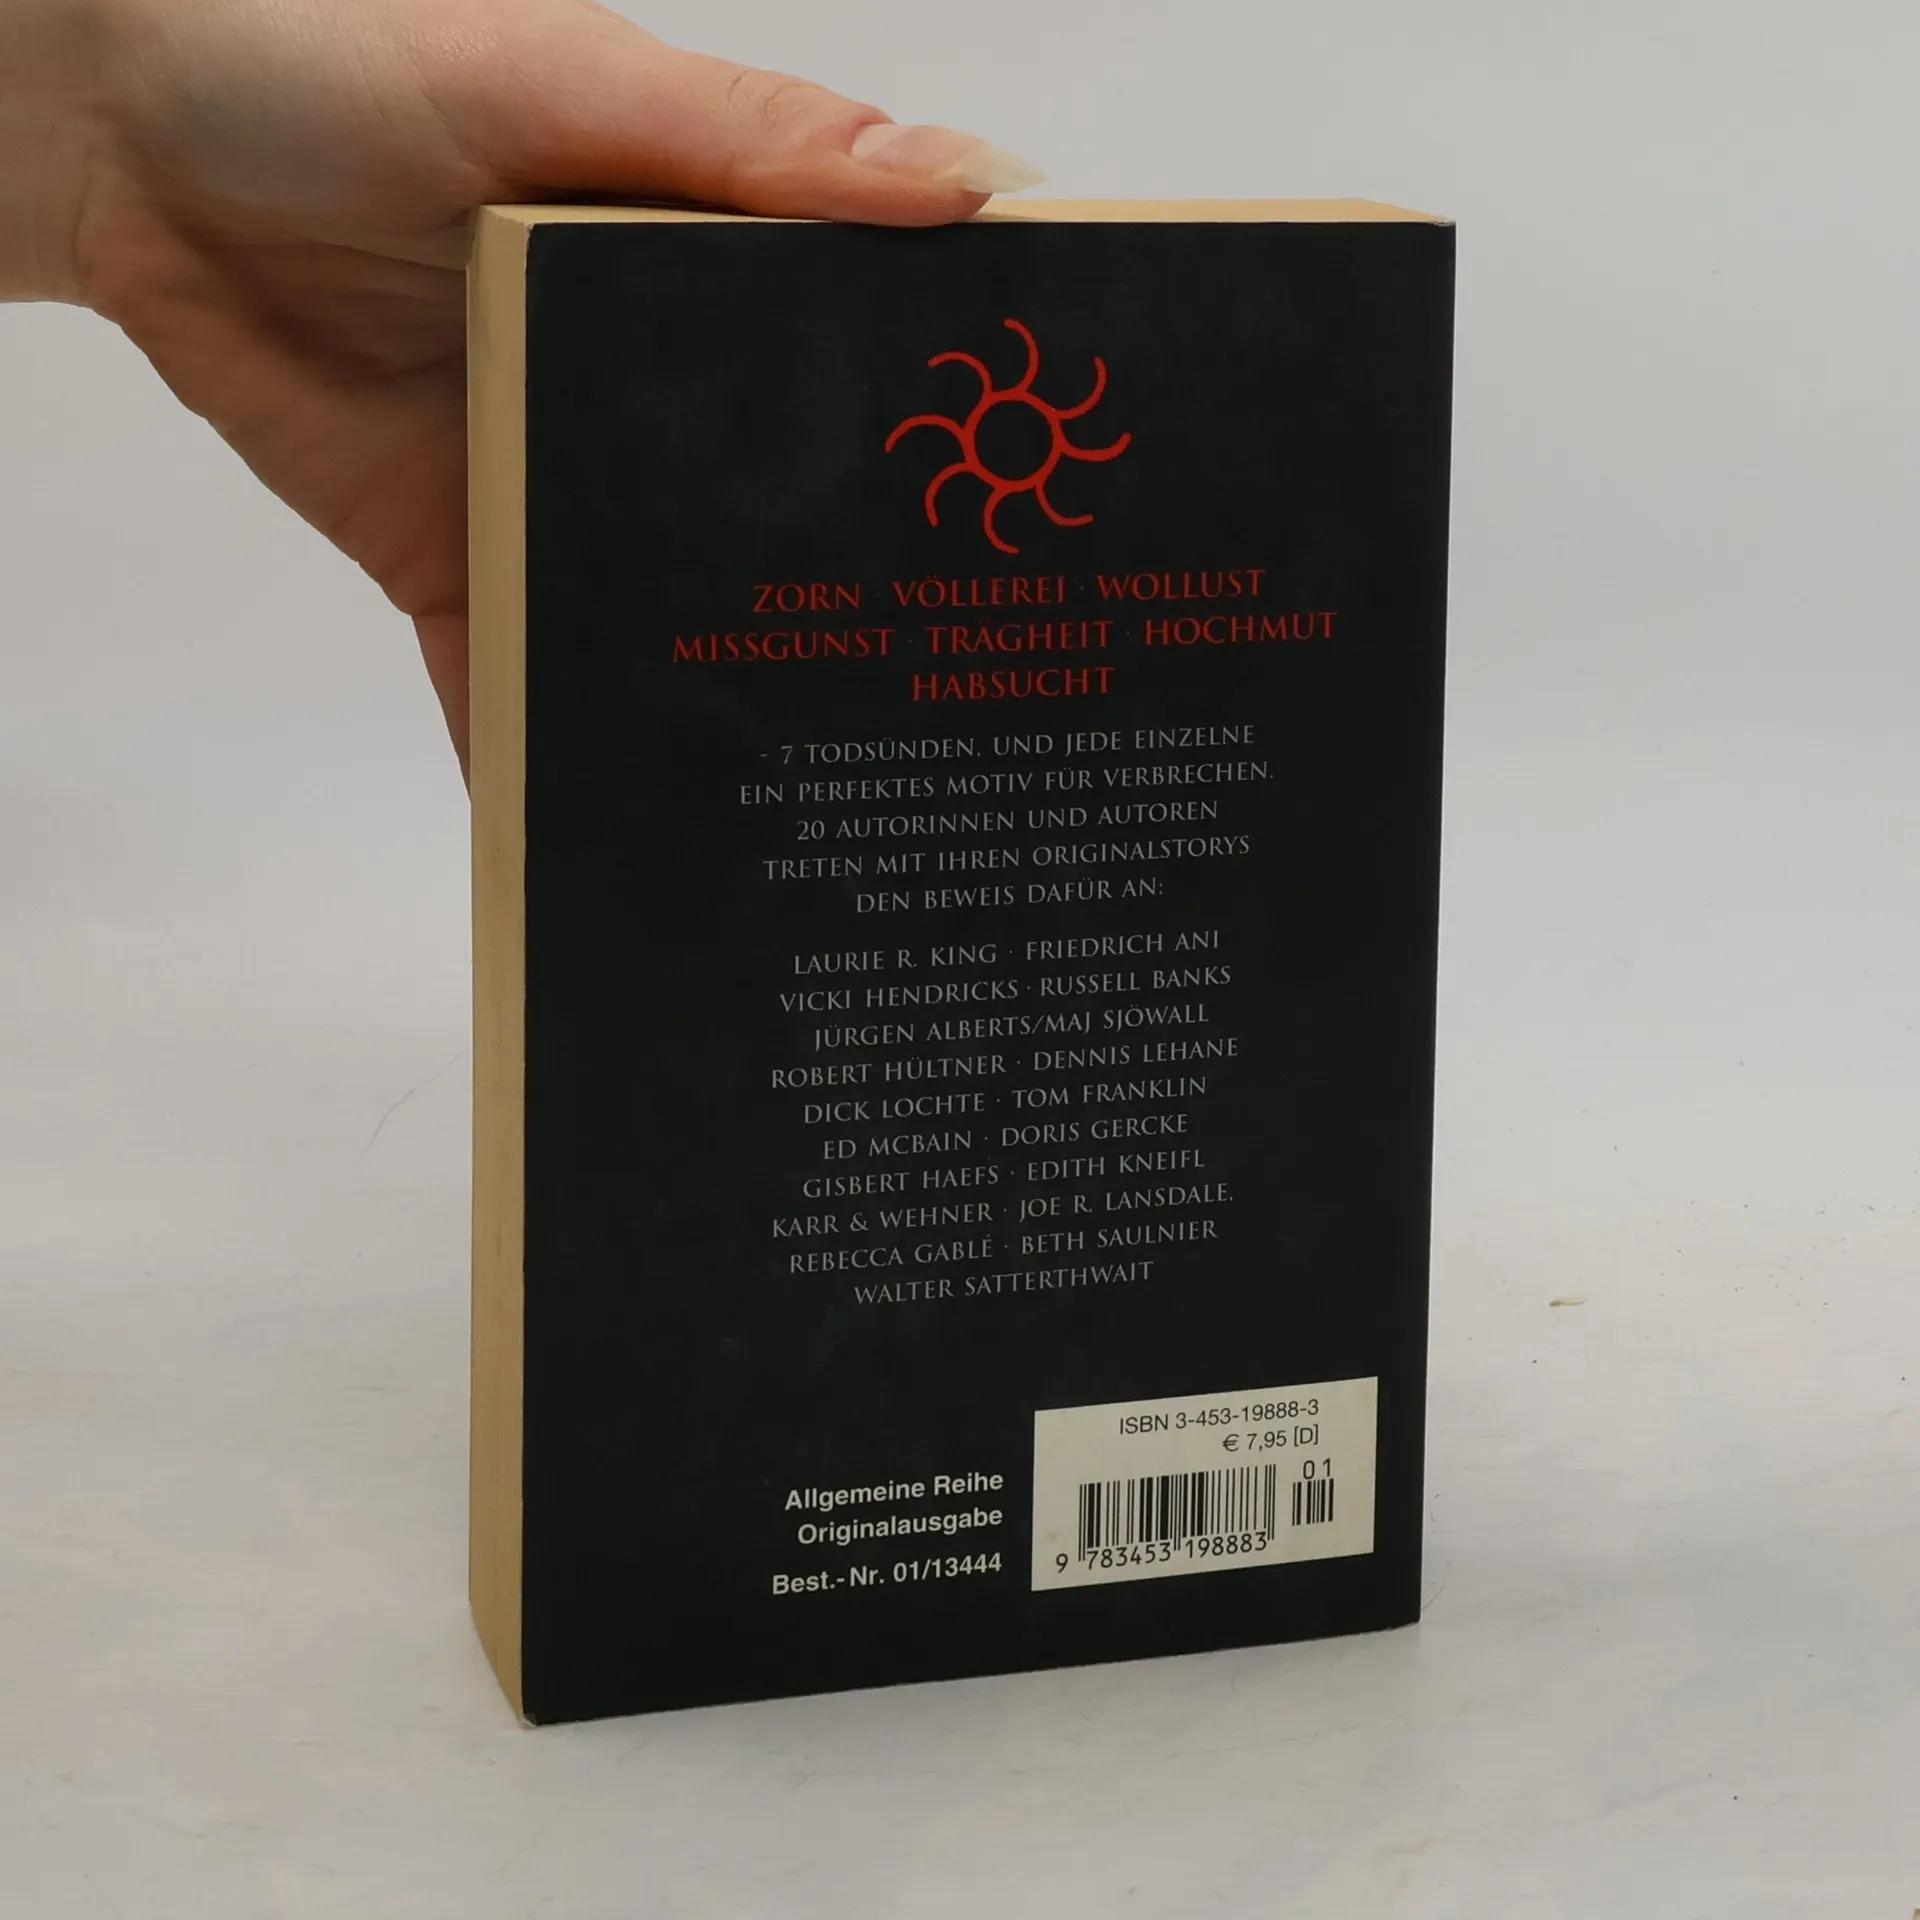 ZORN · VÖLLEREI · WOLLUST
MISSGUNST · TRÄGHEIT · HOCHMUT
HABSUCHT
- 7 TODSÜNDEN, UND JEDE EINZELNE
EIN PERFEKTES MOTIV FÜR VERBRECHEN.
20 AUTORINNEN UND AUTOREN
TRETEN MIT IHREN ORIGINALSTORYS
DEN BEWEIS DAFÜR AN:
LAURIE R. KING · FRIEDRICH ANI
VICKI HENDRICKS · RUSSELL BANKS
JÜRGEN ALBERTS/MAJ SJÖWALL
ROBERT HÜLTNER · DENNIS LEHANE
DICK LOCHTE · TOM FRANKLIN
ED MCBAIN · DORIS GERCKE
GISBERT HAEFS · EDITH KNEIFL
KARR & WEHNER · JOE R. LANSDALE,
REBECCA GABLÉ · BETH SAULNIER
WALTER SATTERTHWAIT
ISBN 3-453-19888-3
€ 7,95 [D]
01
9 783453 198883
Allgemeine Reihe
Originalausgabe
Best.-Nr. 01/13444